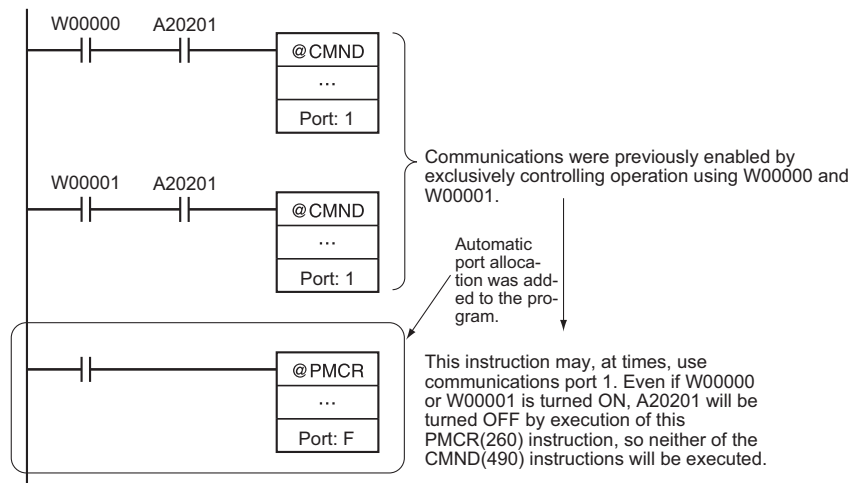 W00000 A20201
@CMND
...
Port: 1
Communications were previously enabled by
exclusively controlling operation using W00000 and
W00001.
W00001 A20201
@CMND
...
Port: 1
Automatic
port alloca-
tion was add-
ed to the pro-
gram.
@PMCR
...
Port: F
This instruction may, at times, use
communications port 1. Even if W00000
or W00001 is turned ON, A20201 will be
turned OFF by execution of this
PMCR(260) instruction, so neither of the
CMND(490) instructions will be executed.